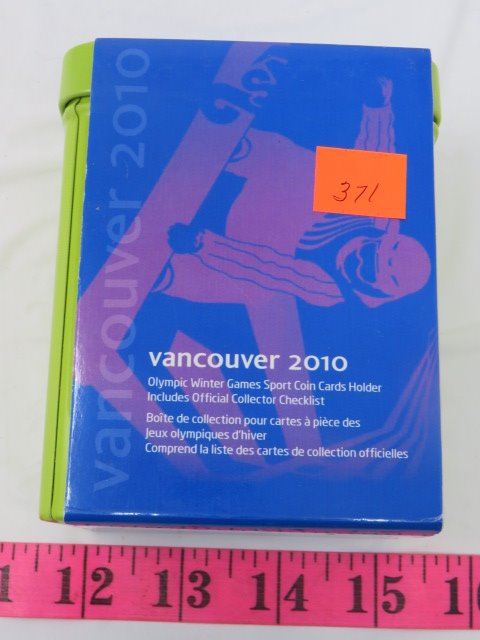 vancouver 2010
371
vancouver 2010
Olympic Winter Games Sport Coin Cards Holder
Includes Official Collector Checklist
Boîte de collection pour cartes à pièce des
Jeux olympiques d'hiver
Comprend la liste des cartes de collection officielles
1 12 13 11 14 15